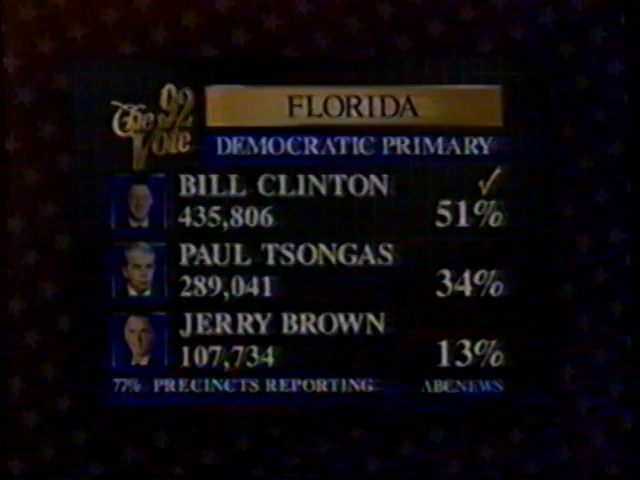 The '92 Vote
FLORIDA
DEMOCRATIC PRIMARY
BILL CLINTON ✓
435,806 51%
PAUL TSONGAS
289,041 34%
JERRY BROWN
107,734 13%
77% PRECINCTS REPORTING ABCNEWS